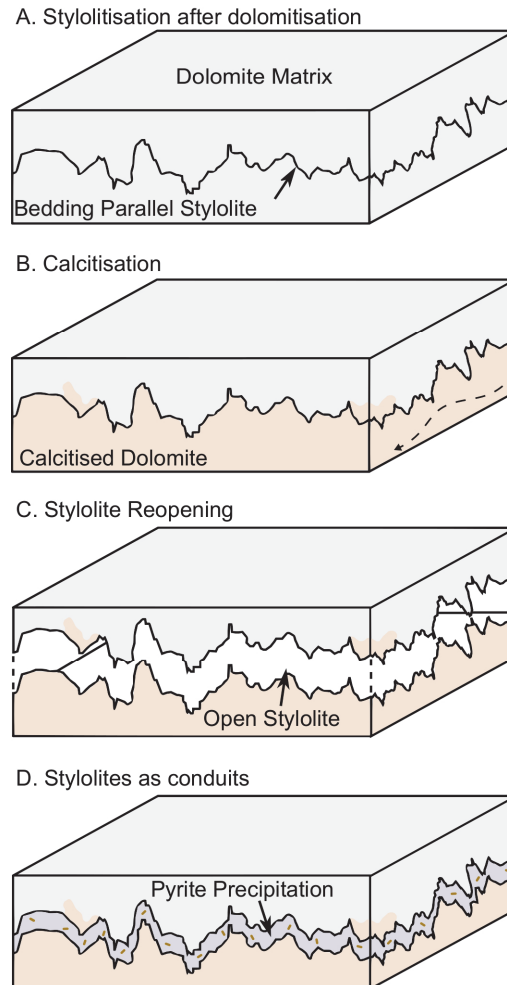 A. Stylolitisation after dolomitisation
Dolomite Matrix
Bedding Parallel Stylolite
B. Calcitisation
Calcitised Dolomite
C. Stylolite Reopening
Open Stylolite
D. Stylolites as conduits
Pyrite Precipitation